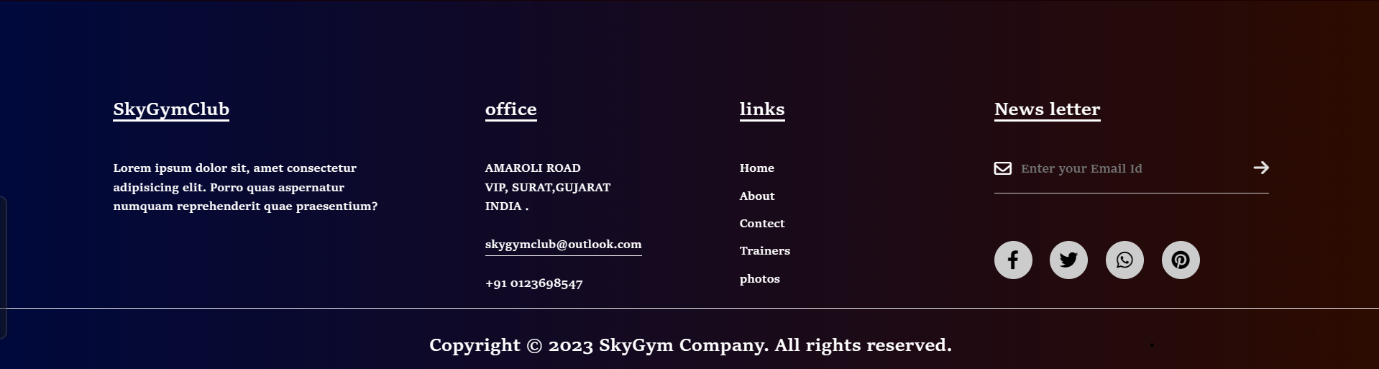 SkyGymClub
Lorem ipsum dolor sit, amet consectetur
adipisicing elit. Porro quas aspernatur
numquam reprehenderit quae praesentium?
office
AMAROLI ROAD
VIP, SURAT,GUJARAT
INDIA .
skygymclub@outlook.com
+91 0123698547
links
Home
About
Contect
Trainers
photos
News letter
Enter your Email Id
Copyright © 2023 SkyGym Company. All rights reserved.